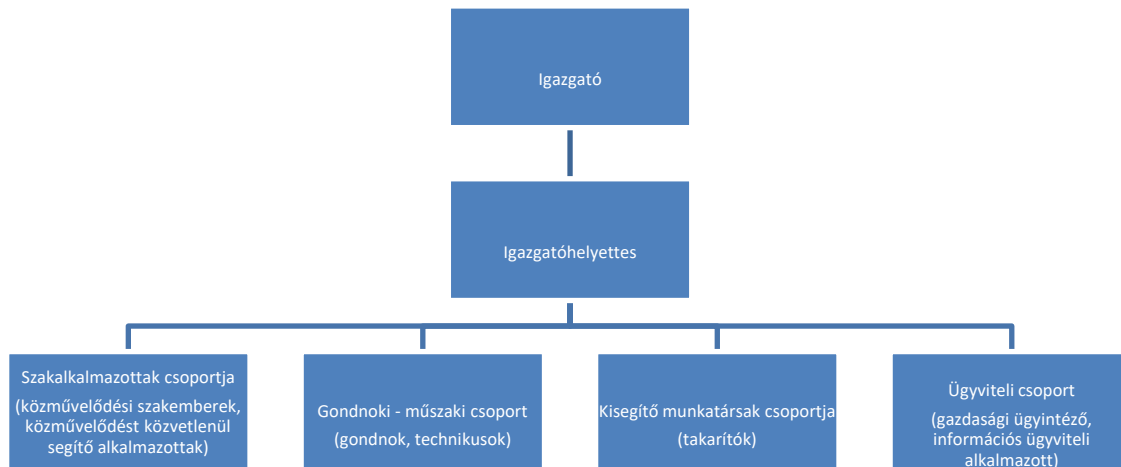 Igazgató
Igazgatóhelyettes
Szakalkalmazottak csoportja
(közművelődési szakemberek,
közművelődést közvetlenül
segítő alkalmazottak)
Gondnoki - műszaki csoport
(gondnok, technikusok)
Kisegítő munkatársak csoportja
(takarítók)
Ügyviteli csoport
(gazdasági ügyintéző,
információs ügyviteli
alkalmazott)